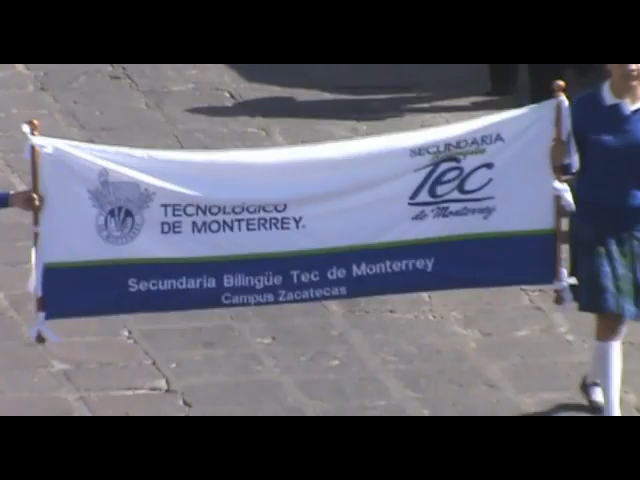 TECNOLÓGICO
DE MONTERREY.
SECUNDARIA
Tec
de Monterrey
Secundaria Bilingüe Tec de Monterrey
Campus Zacatecas